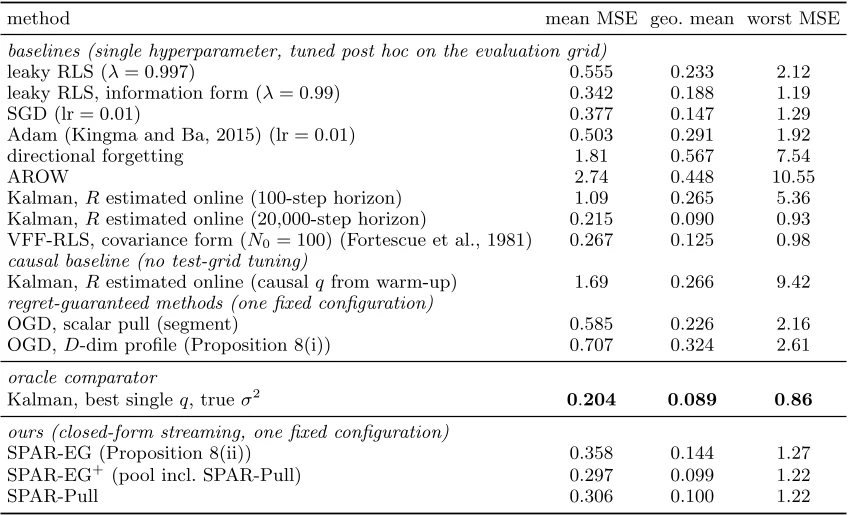 method mean MSE geo. mean worst MSE
baselines (single hyperparameter, tuned post hoc on the evaluation grid)
leaky RLS (λ = 0.997) 0.555 0.233 2.12
leaky RLS, information form (λ = 0.99) 0.342 0.188 1.19
SGD (lr = 0.01) 0.377 0.147 1.29
Adam (Kingma and Ba, 2015) (lr = 0.01) 0.503 0.291 1.92
directional forgetting 1.81 0.567 7.54
AROW 2.74 0.448 10.55
Kalman, R estimated online (100-step horizon) 1.09 0.265 5.36
Kalman, R estimated online (20,000-step horizon) 0.215 0.090 0.93
VFF-RLS, covariance form (N₀ = 100) (Fortescue et al., 1981) 0.267 0.125 0.98
causal baseline (no test-grid tuning)
Kalman, R estimated online (causal q from warm-up) 1.69 0.266 9.42
regret-guaranteed methods (one fixed configuration)
OGD, scalar pull (segment) 0.585 0.226 2.16
OGD, D-dim profile (Proposition 8(i)) 0.707 0.324 2.61
oracle comparator
Kalman, best single q, true σ² 0.204 0.089 0.86
ours (closed-form streaming, one fixed configuration)
SPAR-EG (Proposition 8(ii)) 0.358 0.144 1.27
SPAR-EG⁺ (pool incl. SPAR-Pull) 0.297 0.099 1.22
SPAR-Pull 0.306 0.100 1.22